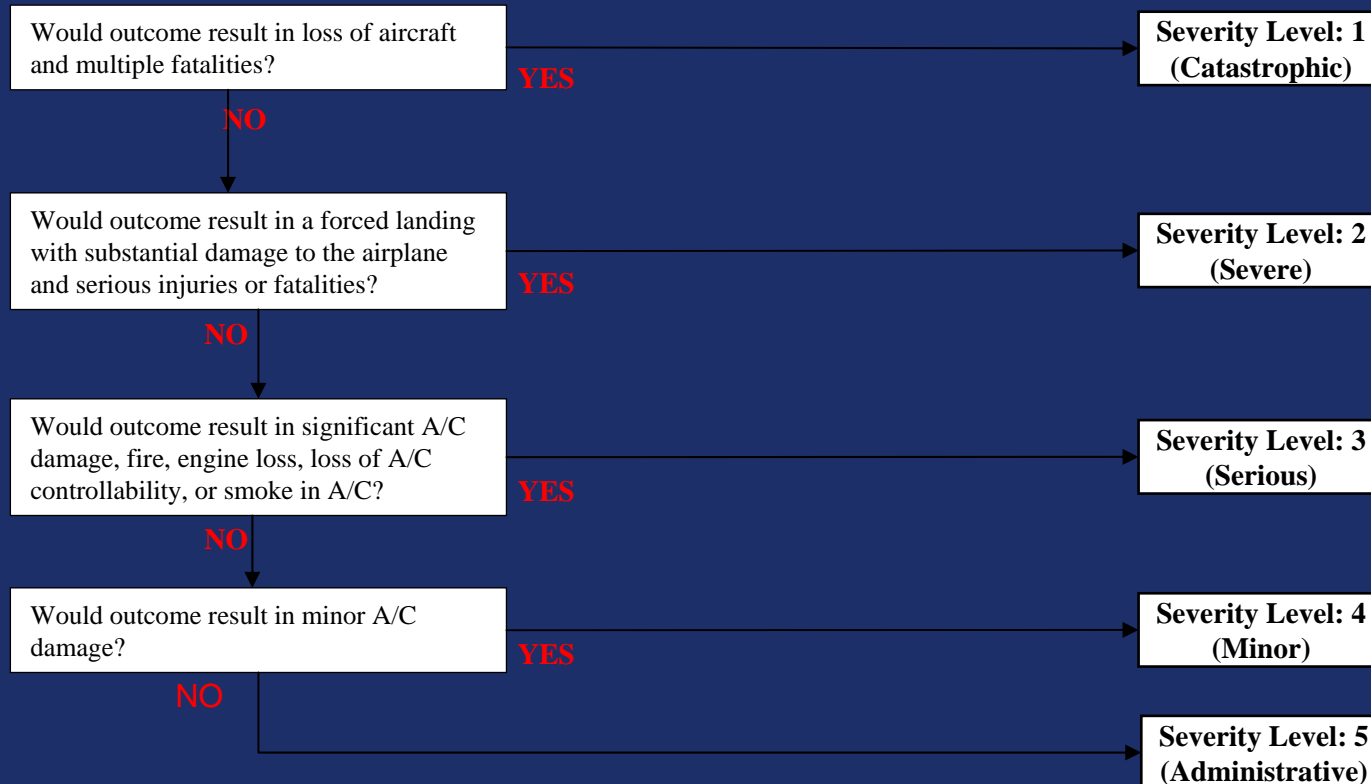 Would outcome result in loss of aircraft
and multiple fatalities?
YES
Severity Level: 1
(Catastrophic)
NO
Would outcome result in a forced landing
with substantial damage to the airplane
and serious injuries or fatalities?
YES
Severity Level: 2
(Severe)
NO
Would outcome result in significant A/C
damage, fire, engine loss, loss of A/C
controllability, or smoke in A/C?
YES
Severity Level: 3
(Serious)
NO
Would outcome result in minor A/C
damage?
YES
Severity Level: 4
(Minor)
NO
Severity Level: 5
(Administrative)